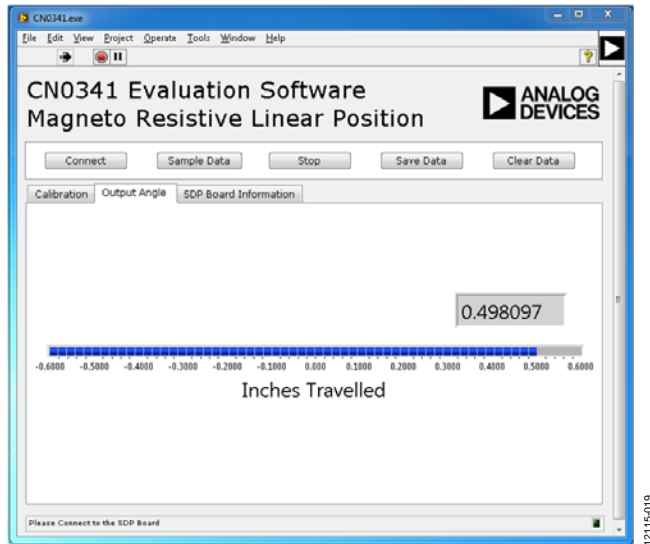 CN0341.exe
File Edit View Project Operate Tools Window Help
?
CN0341 Evaluation Software
Magneto Resistive Linear Position
ANALOG
DEVICES
Connect Sample Data Stop Save Data Clear Data
Calibration Output Angle SDP Board Information
0.498097
-0.6000 -0.5000 -0.4000 -0.3000 -0.2000 -0.1000 0.000 0.1000 0.2000 0.3000 0.4000 0.5000 0.6000
Inches Travelled
Please Connect to the SDP Board
12115-019